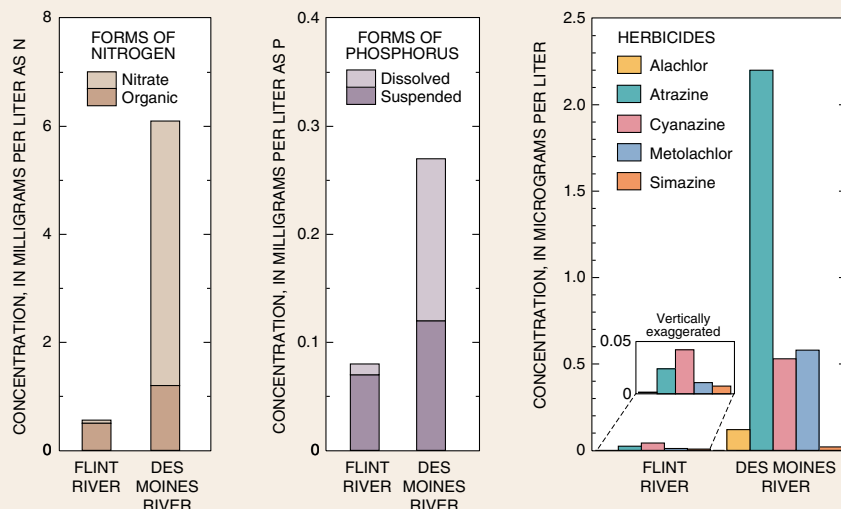 CONCENTRATION, IN MILLIGRAMS PER LITER AS N
8
6
4
2
0
FORMS OF
NITROGEN
Nitrate
Organic
FLINT
RIVER
DES
MOINES
RIVER
CONCENTRATION, IN MILLIGRAMS PER LITER AS P
0.4
0.3
0.2
0.1
0
FORMS OF
PHOSPHORUS
Dissolved
Suspended
FLINT
RIVER
DES
MOINES
RIVER
CONCENTRATION, IN MICROGRAMS PER LITER
2.5
2.0
1.5
1.0
0.5
0
HERBICIDES
Alachlor
Atrazine
Cyanazine
Metolachlor
Simazine
Vertically
exaggerated
0.05
0
FLINT
RIVER
DES MOINES
RIVER